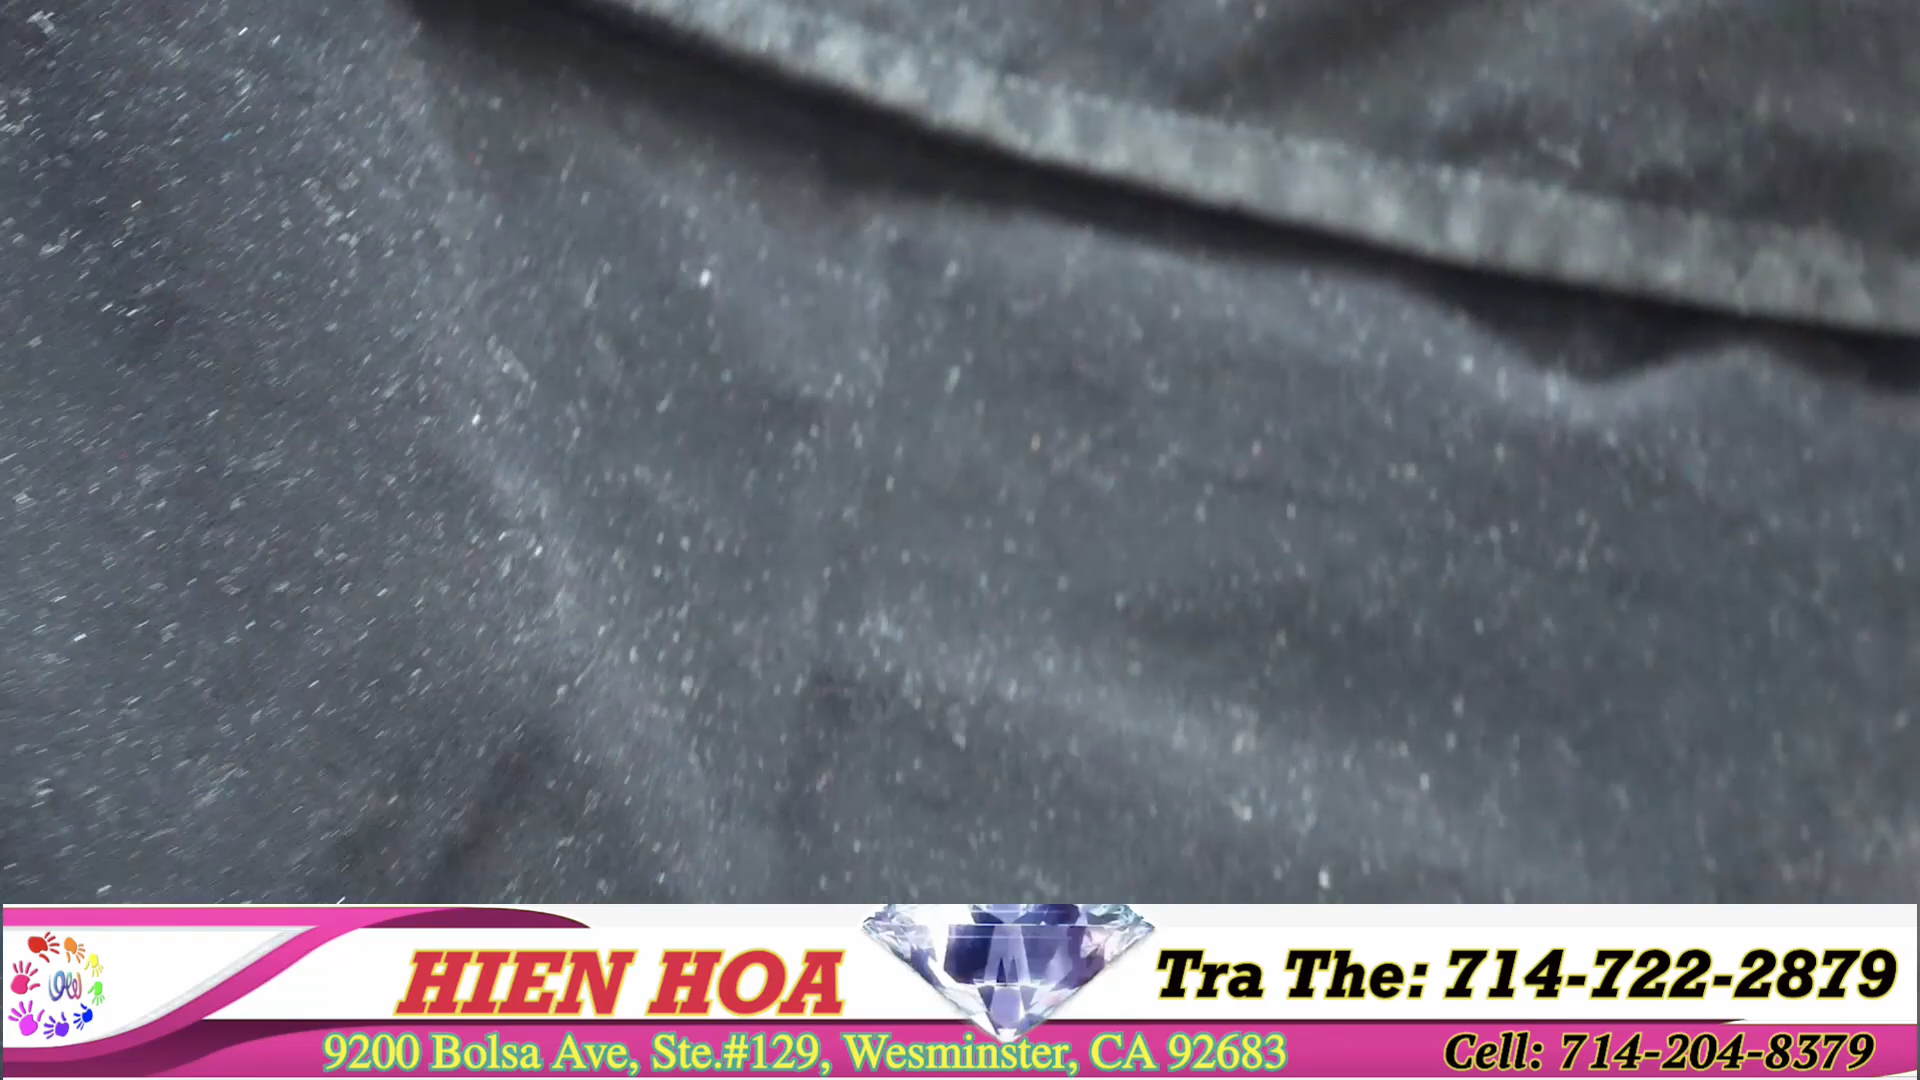 HIEN HOA
Tra The: 714-722-2879
9200 Bolsa Ave, Ste.#129, Wesminster, CA 92683
Cell: 714-204-8379